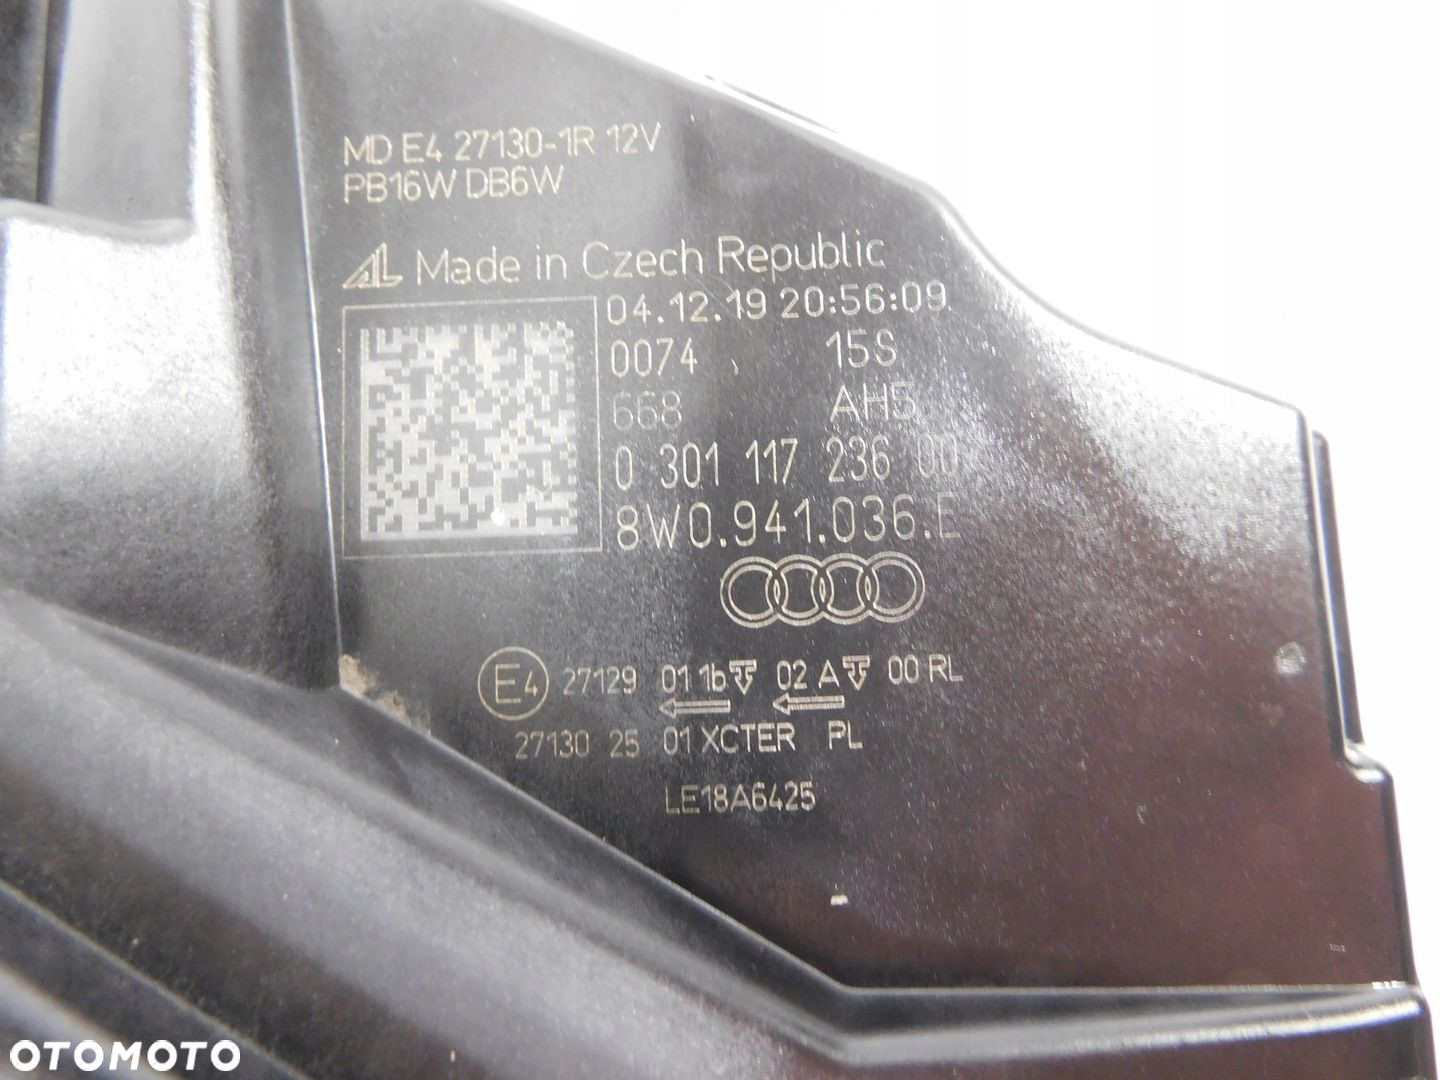 MD E4 27130-1R 12V
PB16W DB6W
AL Made in Czech Republic
04.12.19 20:56:09
0074 15S
668 AH5
0 301 117 236 00
8W0.941.036.E
E4 27129 01 1b 02 A 00 RL
27130 25 01 XCTER PL
LE18A6425
OTOMOTO